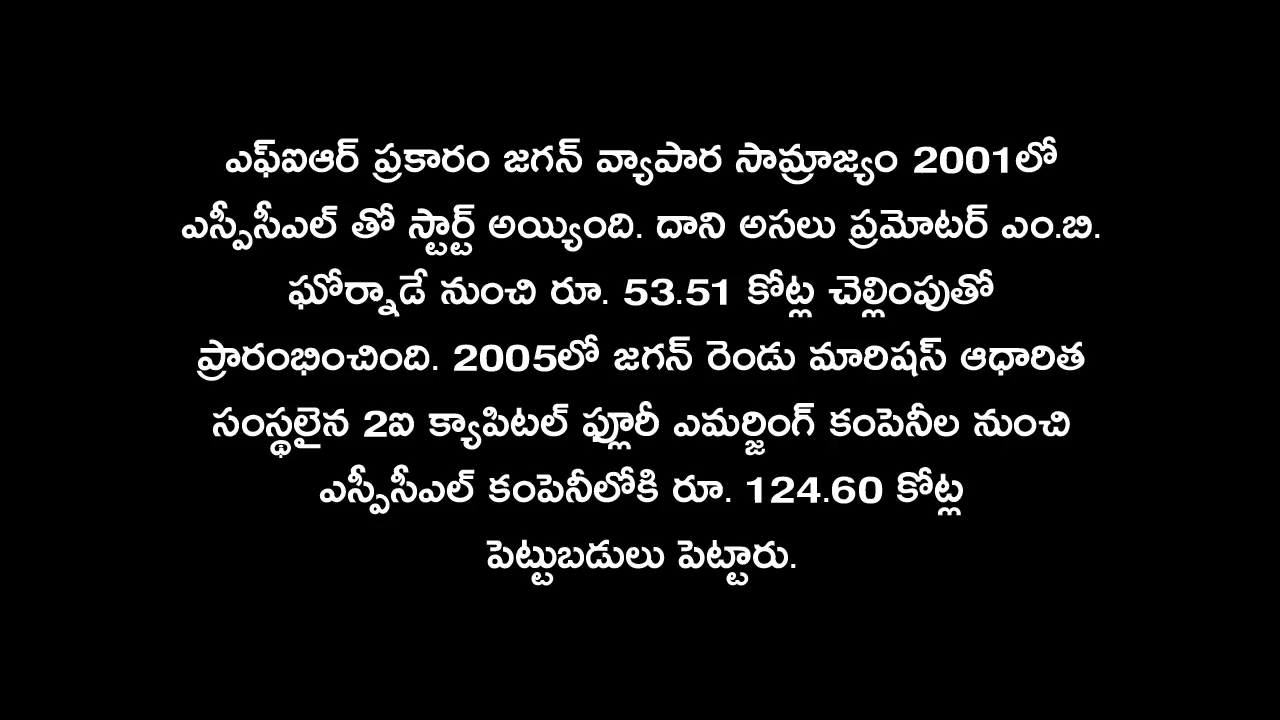 ఎఫ్ఐఆర్ ప్రకారం జగన్ వ్యాపార సామ్రాజ్యం 2001లో
ఎస్పీసీఎల్ తో స్టార్ట్ అయ్యింది. దాని అసలు ప్రమోటర్ ఎం.బి.
ఘోర్నాడే నుంచి రూ. 53.51 కోట్ల చెల్లింపుతో
ప్రారంభించింది. 2005లో జగన్ రెండు మారిషస్ ఆధారిత
సంస్థలైన 2ఐ క్యాపిటల్ ఫ్లూరీ ఎమర్జింగ్ కంపెనీల నుంచి
ఎస్పీసీఎల్ కంపెనీలోకి రూ. 124.60 కోట్ల
పెట్టుబడులు పెట్టారు.